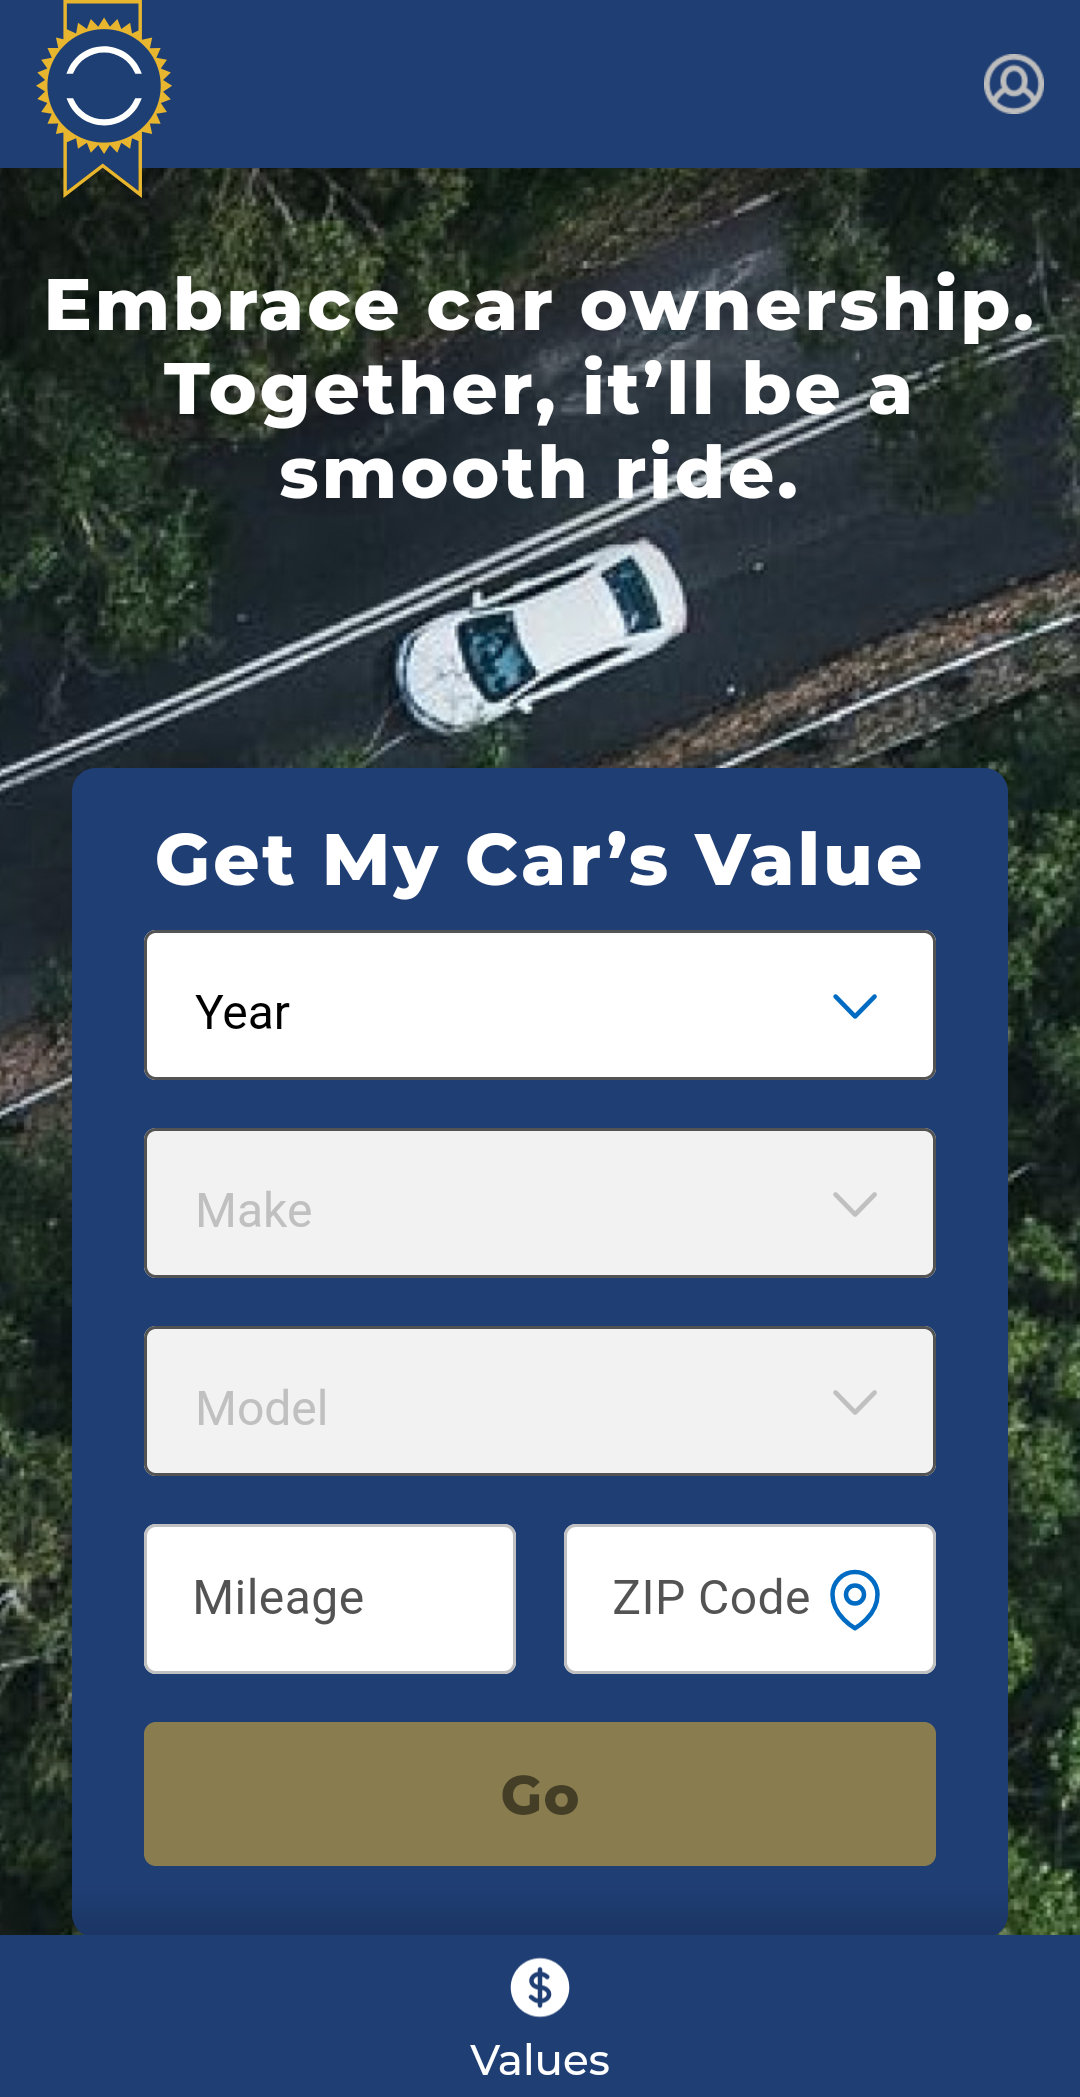 Embrace car ownership.
Together, it’ll be a
smooth ride.
Get My Car’s Value
Year
Make
Model
Mileage
ZIP Code
Go
$
Values